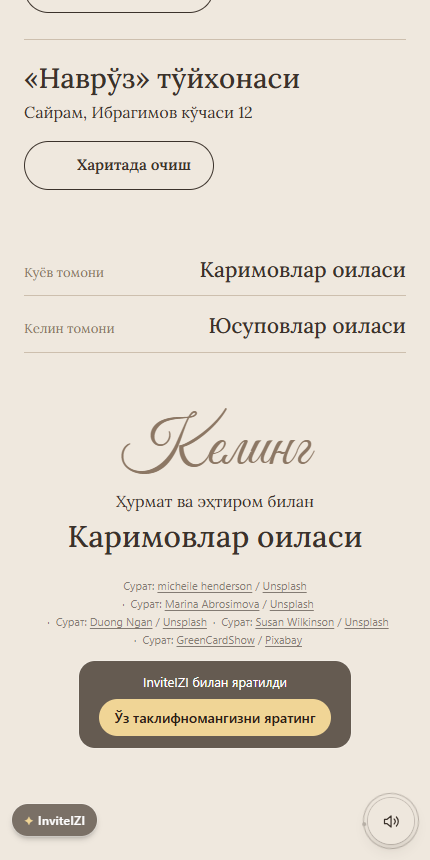 «Наврўз» тўйхонаси
Сайрам, Ибрагимов кўчаси 12
Харитада очиш
Куёв томони
Каримовлар оиласи
Келин томони
Юсуповлар оиласи
Келинг
Ҳурмат ва эҳтиром билан
Каримовлар оиласи
Сурат: michelle henderson / Unsplash
· Сурат: Marina Abrosimova / Unsplash
· Сурат: Duong Ngan / Unsplash · Сурат: Susan Wilkinson / Unsplash
· Сурат: GreenCardShow / Pixabay
InviteIZI билан яратилди
Ўз таклифномангизни яратинг
InviteIZI